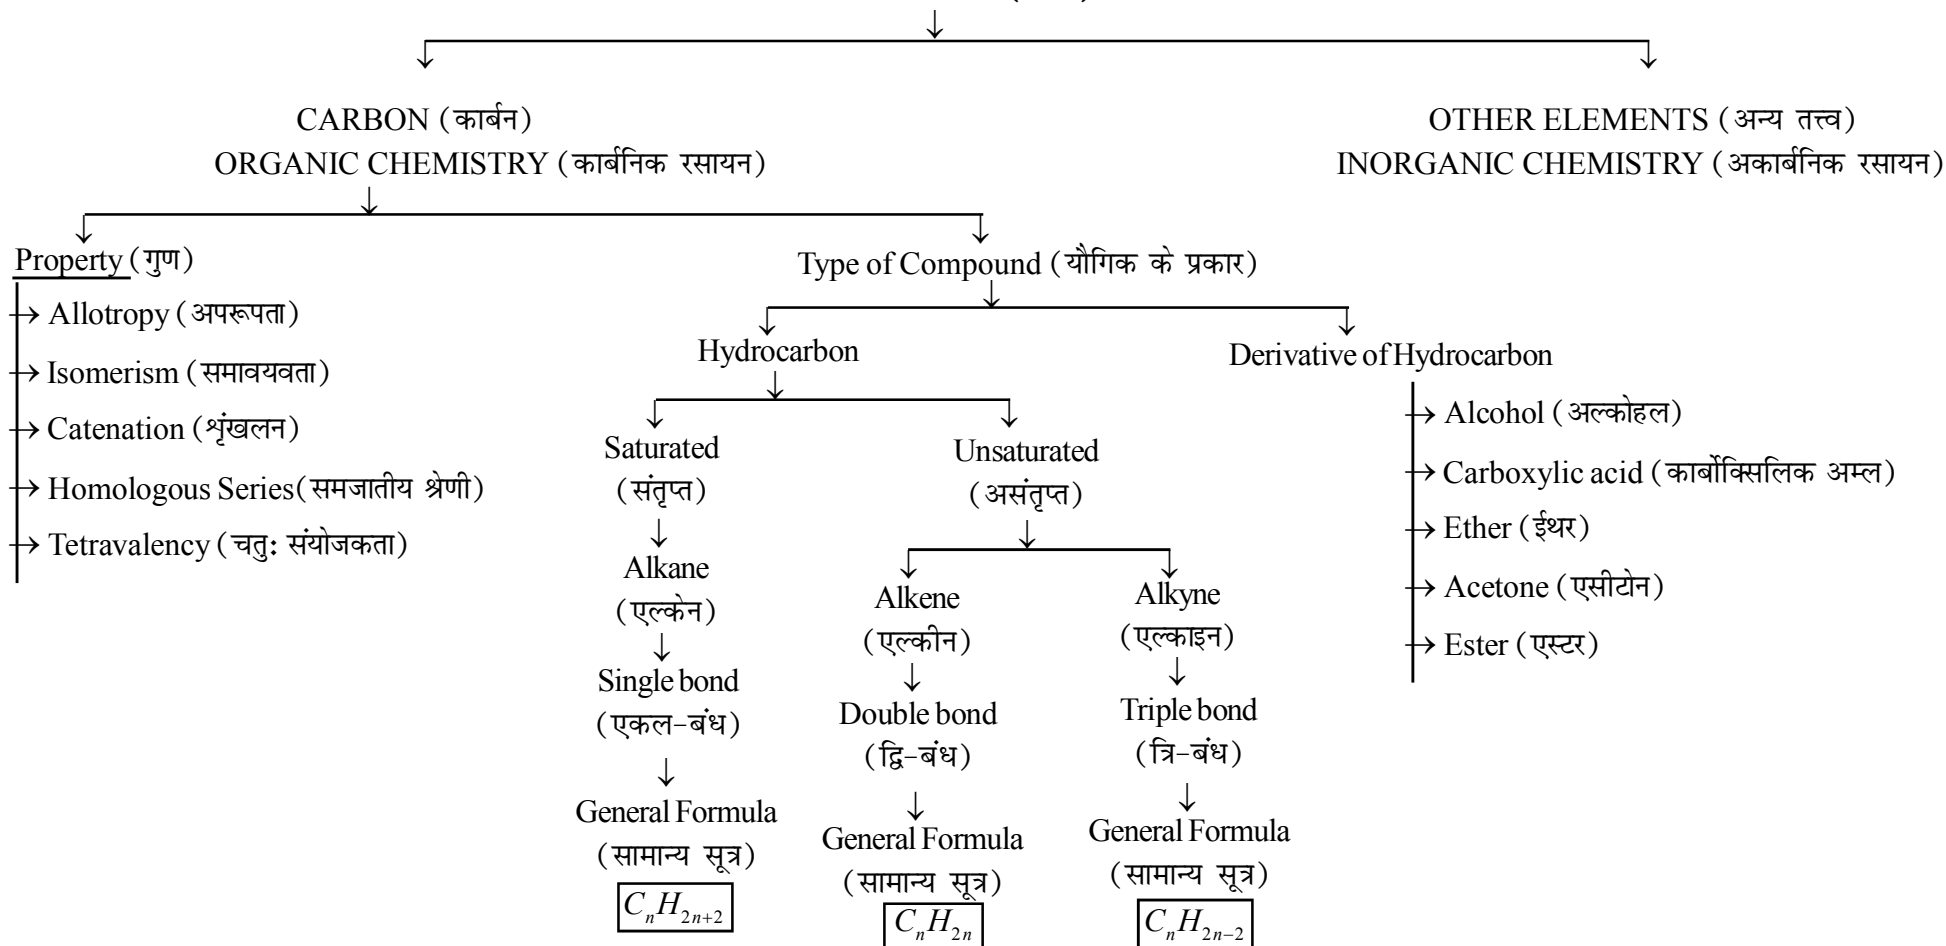 CARBON (कार्बन)
ORGANIC CHEMISTRY (कार्बनिक रसायन)
OTHER ELEMENTS (अन्य तत्त्व)
INORGANIC CHEMISTRY (अकार्बनिक रसायन)
Property (गुण)
Allotropy (अपरूपता)
Isomerism (समावयवता)
Catenation (शृंखलन)
Homologous Series (समजातीय श्रेणी)
Tetravalency (चतुः संयोजकता)
Type of Compound (यौगिक के प्रकार)
Hydrocarbon
Saturated
(संतृप्त)
Alkane
(एल्केन)
Single bond
(एकल-बंध)
General Formula
(सामान्य सूत्र)
CₙH₂ₙ₊₂
Unsaturated
(असंतृप्त)
Alkene
(एल्कीन)
Double bond
(द्वि-बंध)
General Formula
(सामान्य सूत्र)
CₙH₂ₙ
Alkyne
(एल्काइन)
Triple bond
(त्रि-बंध)
General Formula
(सामान्य सूत्र)
CₙH₂ₙ₋₂
Derivative of Hydrocarbon
Alcohol (अल्कोहल)
Carboxylic acid (कार्बोक्सिलिक अम्ल)
Ether (ईथर)
Acetone (एसीटोन)
Ester (एस्टर)